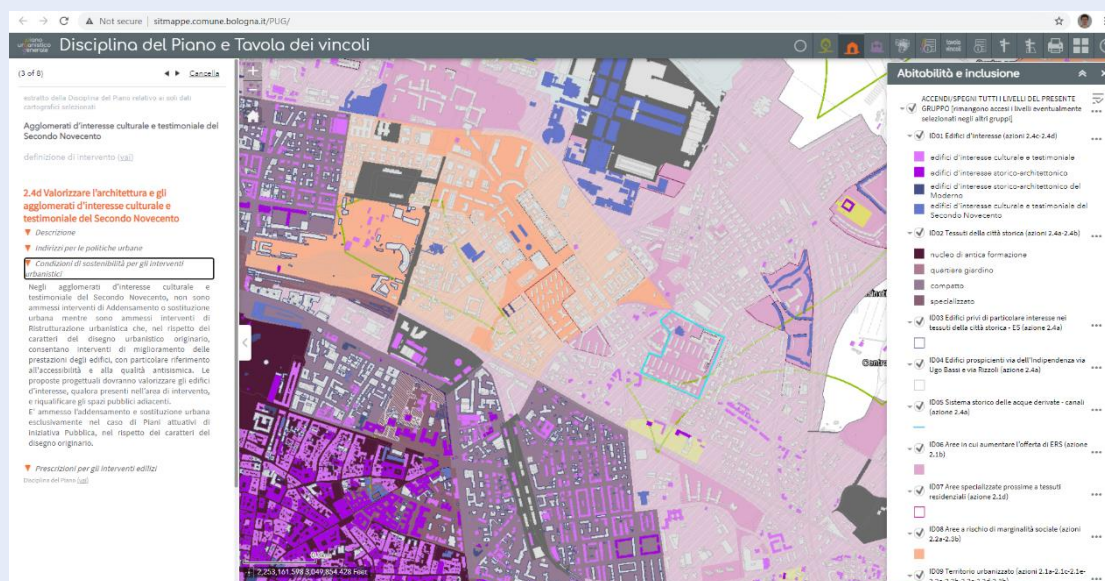 Not secure | sitmappe.comune.bologna.it/PUG/
piano
urbanistico
generale
Disciplina del Piano e Tavola dei vincoli
tavola
vincoli
(3 of 8)
Cancella
estratto della Disciplina del Piano relativo ai soli dati
cartografici selezionati
Agglomerati d'interesse culturale e testimoniale del
Secondo Novecento
definizione di intervento (vai)
2.4d Valorizzare l'architettura e gli
agglomerati d'interesse culturale e
testimoniale del Secondo Novecento
Descrizione
Indirizzi per le politiche urbane
Condizioni di sostenibilità per gli interventi
urbanistici
Negli agglomerati d'interesse culturale e
testimoniale del Secondo Novecento, non sono
ammessi interventi di Addensamento o sostituzione
urbana mentre sono ammessi interventi di
Ristrutturazione urbanistica che, nel rispetto dei
caratteri del disegno urbanistico originario,
consentano interventi di miglioramento delle
prestazioni degli edifici, con particolare riferimento
all'accessibilità e alla qualità antisismica. Le
proposte progettuali dovranno valorizzare gli edifici
d'interesse, qualora presenti nell'area di intervento,
e riqualificare gli spazi pubblici adiacenti.
E' ammesso l'addensamento e sostituzione urbana
esclusivamente nel caso di Piani attuativi di
Iniziativa Pubblica, nel rispetto dei caratteri del
disegno originario.
Prescrizioni per gli interventi edilizi
Disciplina del Piano (vai)
2,253,161.598 3,049,854.428 Feet
Abitabilità e inclusione
ACCENDI/SPEGNI TUTTI I LIVELLI DEL PRESENTE
GRUPPO [rimangono accesi i livelli eventualmente
selezionati negli altri gruppi]
ID01 Edifici d'interesse (azioni 2.4c-2.4d)
edifici d'interesse culturale e testimoniale
edifici d'interesse storico-architettonico
edifici d'interesse storico-architettonico del
Moderno
edifici d'interesse culturale e testimoniale del
Secondo Novecento
ID02 Tessuti della città storica (azioni 2.4a-2.4b)
nucleo di antica formazione
quartiere giardino
compatto
specializzato
ID03 Edifici privi di particolare interesse nei
tessuti della città storica - ES (azione 2.4a)
ID04 Edifici prospicienti via dell'Indipendenza via
Ugo Bassi e via Rizzoli (azione 2.4a)
ID05 Sistema storico delle acque derivate - canali
(azione 2.4a)
ID06 Aree in cui aumentare l'offerta di ERS (azione
2.1b)
ID07 Aree specializzate prossime a tessuti
residenziali (azione 2.1d)
ID08 Aree a rischio di marginalità sociale (azioni
2.2a-2.3b)
ID09 Territorio urbanizzato (azioni 2.1a-2.1c-2.1e-